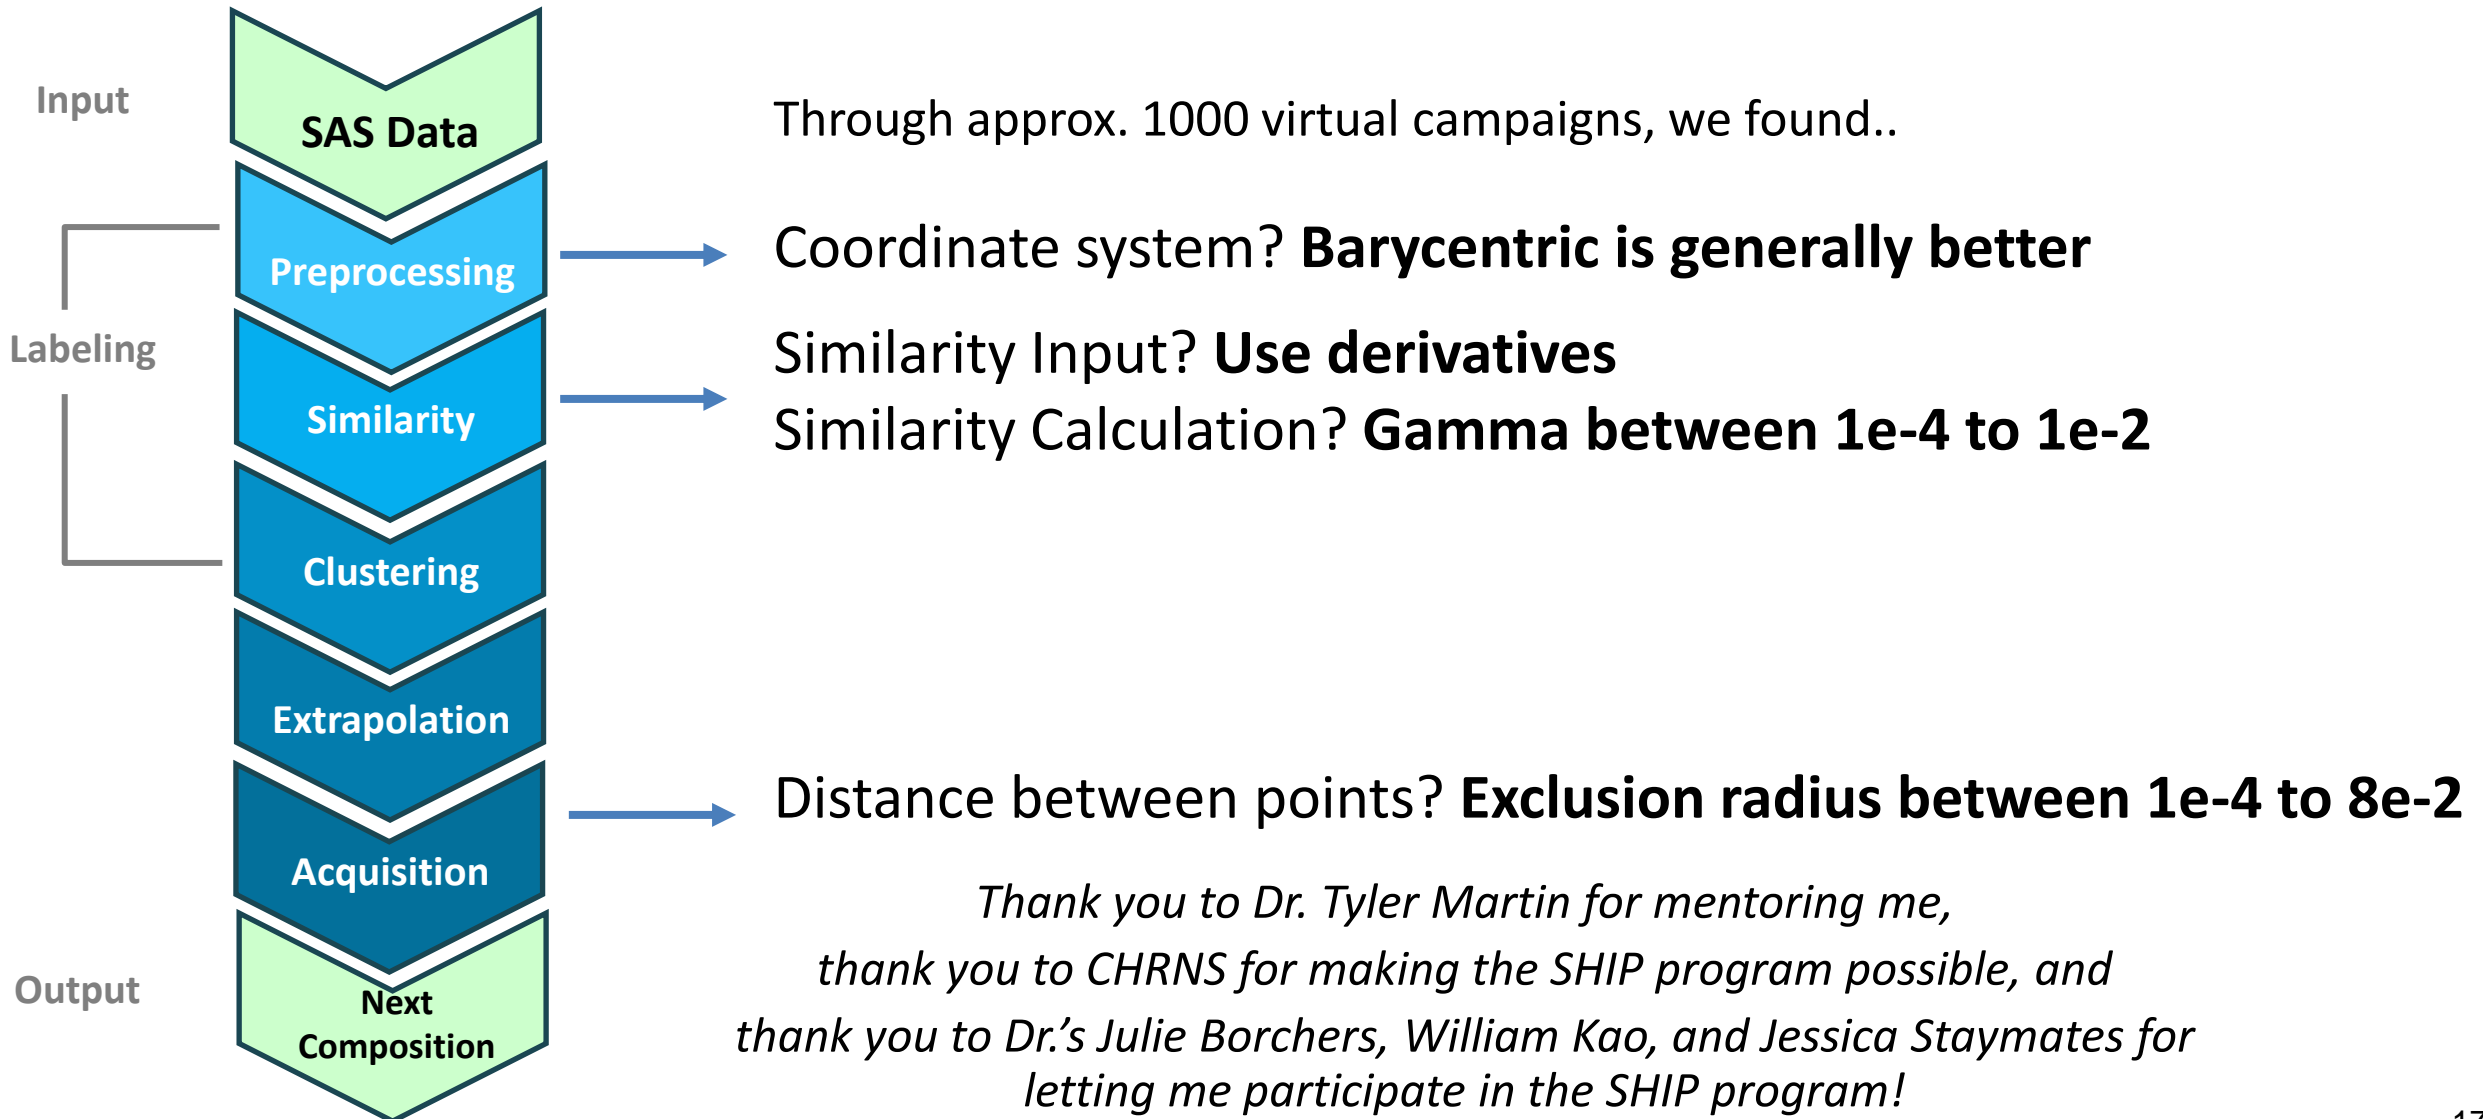 Input
SAS Data
Through approx. 1000 virtual campaigns, we found..
Preprocessing
Coordinate system? Barycentric is generally better
Labeling
Similarity
Similarity Input? Use derivatives
Similarity Calculation? Gamma between 1e-4 to 1e-2
Clustering
Extrapolation
Acquisition
Distance between points? Exclusion radius between 1e-4 to 8e-2
Output
Next
Composition
Thank you to Dr. Tyler Martin for mentoring me,
thank you to CHRNS for making the SHIP program possible, and
thank you to Dr.’s Julie Borchers, William Kao, and Jessica Staymates for
letting me participate in the SHIP program!